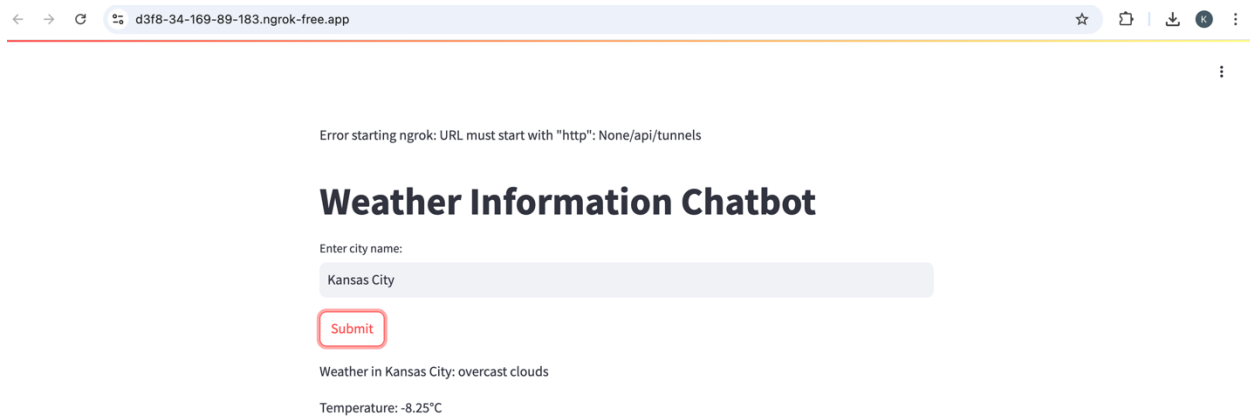 d3f8-34-169-89-183.ngrok-free.app
K
Error starting ngrok: URL must start with "http": None/api/tunnels
Weather Information Chatbot
Enter city name:
Kansas City
Submit
Weather in Kansas City: overcast clouds
Temperature: -8.25°C